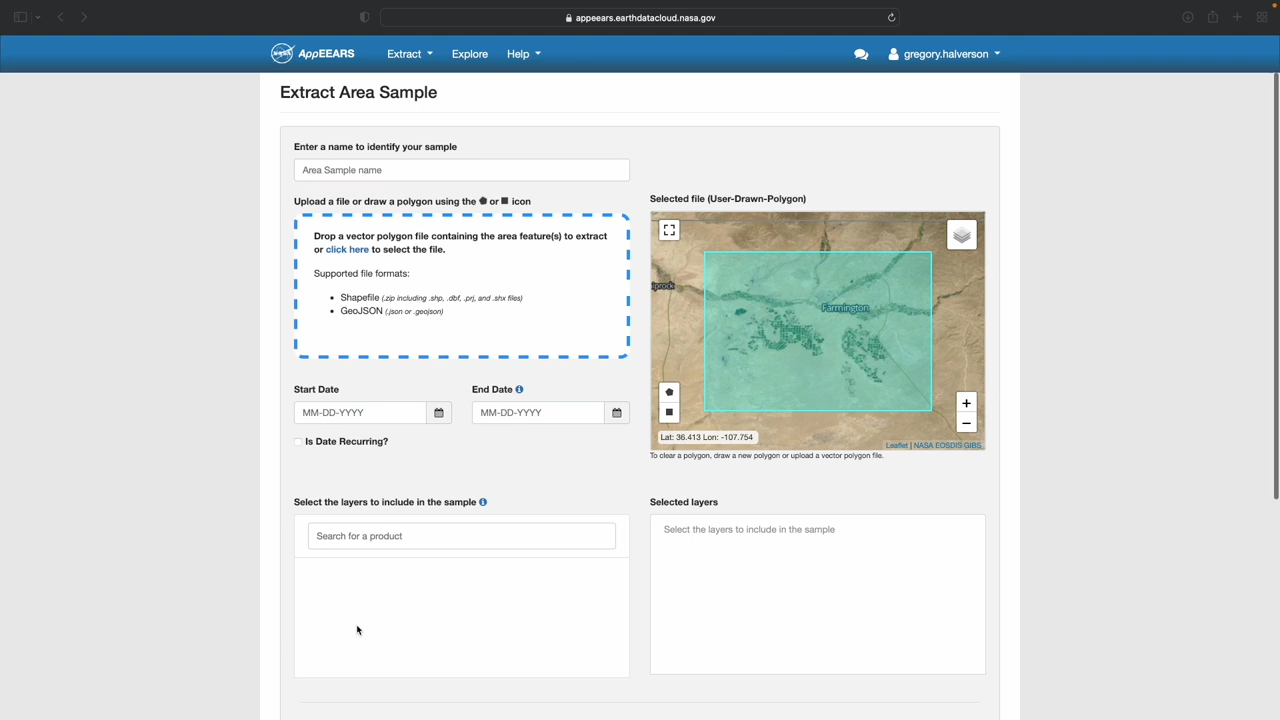 appeears.earthdatacloud.nasa.gov
NASA AppEEARS Extract Explore Help gregory.halverson
Extract Area Sample
Enter a name to identify your sample
Area Sample name
Upload a file or draw a polygon using the or icon
Drop a vector polygon file containing the area feature(s) to extract
or click here to select the file.
Supported file formats:
Shapefile (.zip including .shp, .dbf, .prj, and .shx files)
GeoJSON (.json or .geojson)
Selected file (User-Drawn-Polygon)
iprock
Farmington
+
−
Lat: 36.413 Lon: -107.754
Leaflet | NASA EOSDIS GIBS
To clear a polygon, draw a new polygon or upload a vector polygon file.
Start Date End Date
MM-DD-YYYY MM-DD-YYYY
Is Date Recurring?
Select the layers to include in the sample
Search for a product
Selected layers
Select the layers to include in the sample